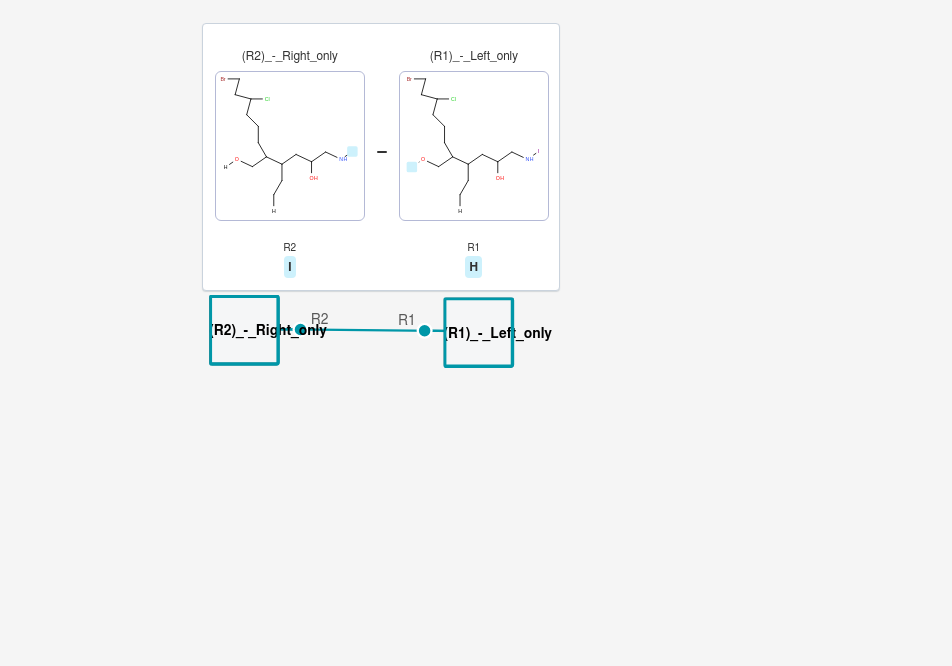 (R2)_-_Right_only (R1)_-_Left_only
Br Br
Cl Cl
O O
H NH NH I
OH OH
H H
–
R2 R1
I H
R2 R1
(R2)_-_Right_only (R1)_-_Left_only